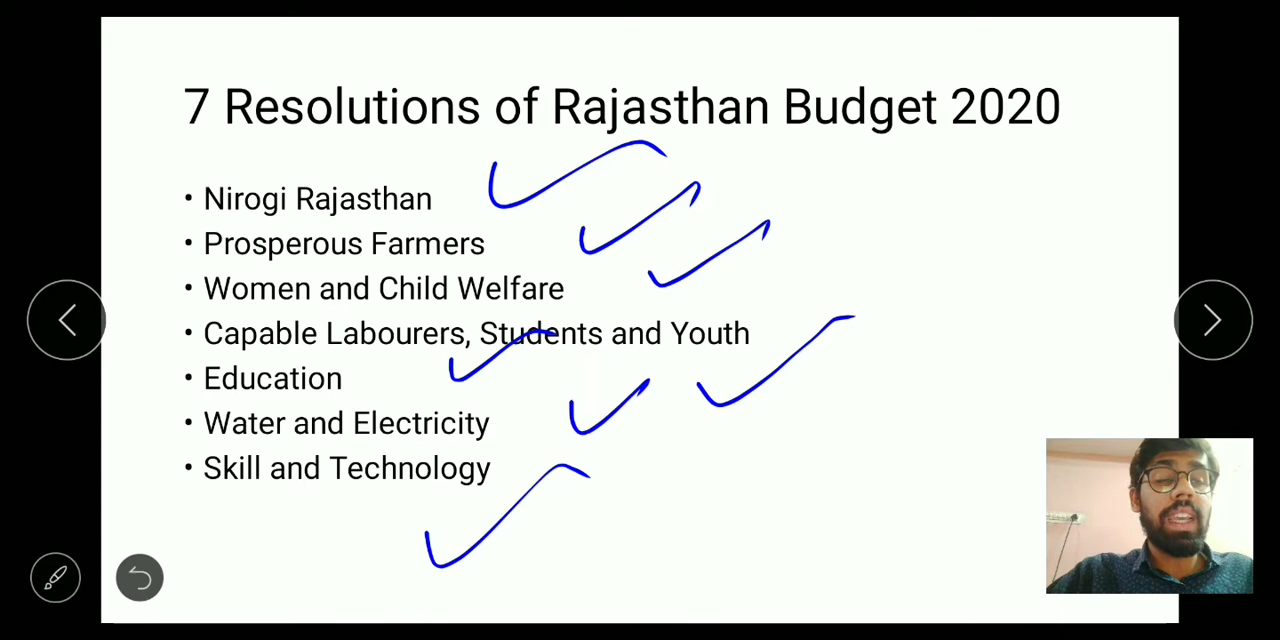 7 Resolutions of Rajasthan Budget 2020
• Nirogi Rajasthan
• Prosperous Farmers
• Women and Child Welfare
• Capable Labourers, Students and Youth
• Education
• Water and Electricity
• Skill and Technology